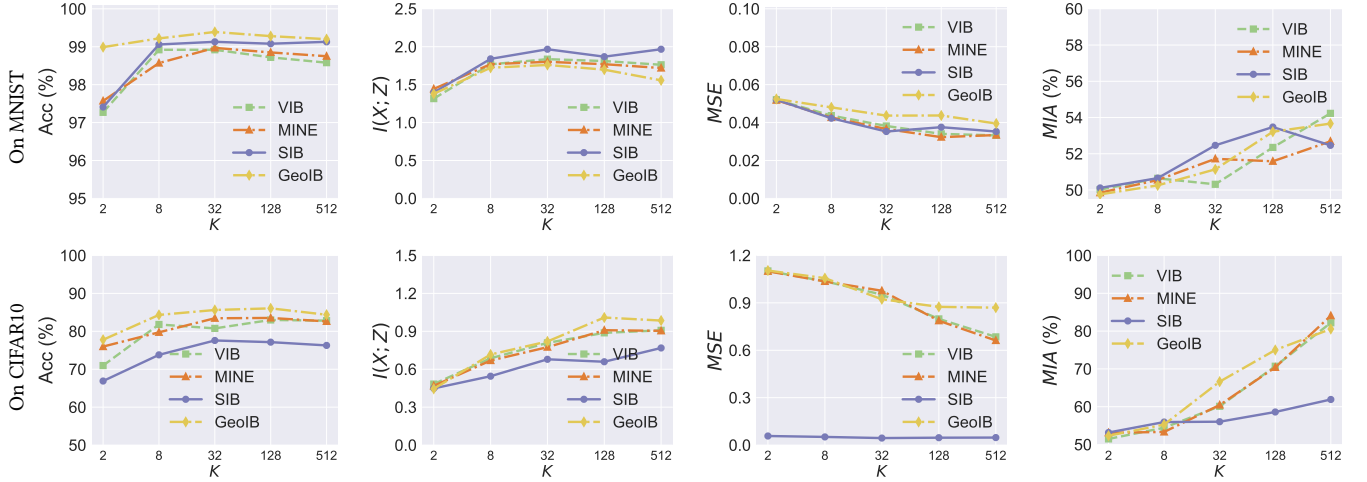 On MNIST
Acc (%)
100
99
98
97
96
95
2 8 32 128 512
K
VIB
MINE
SIB
GeoIB
I(X; Z)
2.5
2.0
1.5
1.0
0.5
0.0
2 8 32 128 512
K
VIB
MINE
SIB
GeoIB
MSE
0.10
0.08
0.06
0.04
0.02
0.00
2 8 32 128 512
K
VIB
MINE
SIB
GeoIB
MIA (%)
60
58
56
54
52
50
2 8 32 128 512
K
VIB
MINE
SIB
GeoIB
On CIFAR10
Acc (%)
100
90
80
70
60
50
2 8 32 128 512
K
VIB
MINE
SIB
GeoIB
I(X; Z)
1.5
1.2
0.9
0.6
0.3
0.0
2 8 32 128 512
K
VIB
MINE
SIB
GeoIB
MSE
1.2
0.9
0.6
0.3
0.0
2 8 32 128 512
K
VIB
MINE
SIB
GeoIB
MIA (%)
100
90
80
70
60
50
2 8 32 128 512
K
VIB
MINE
SIB
GeoIB